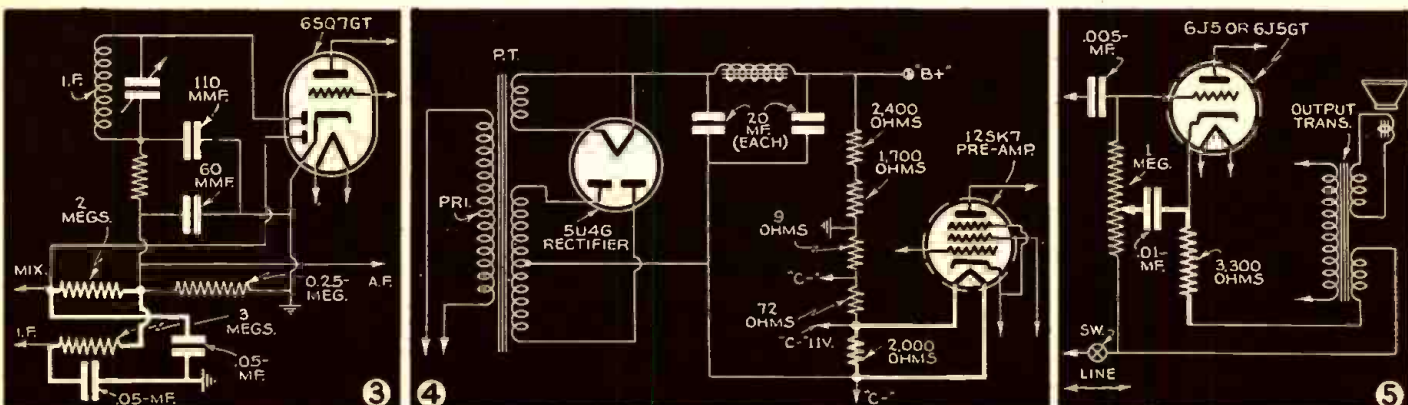 6SQ7GT
I.F.
110
MMF.
60
MMF.
2
MEGS.
MIX.
0.25-
MEG.
A.F.
3
MEGS.
I.F.
.05-
MF.
.05-MF.
3
P.T.
PRI.
5U4G
RECTIFIER
20
MF.
(EACH)
"B+"
2,400
OHMS
1,700
OHMS
9
OHMS
"C-"
72
OHMS
"C-" 11V.
2,000
OHMS
"C-"
12SK7
PRE-AMP.
4
6J5 OR 6J5GT
.005-
MF.
1
MEG.
.01-
MF.
3,300
OHMS
OUTPUT
TRANS.
SW.
LINE
5